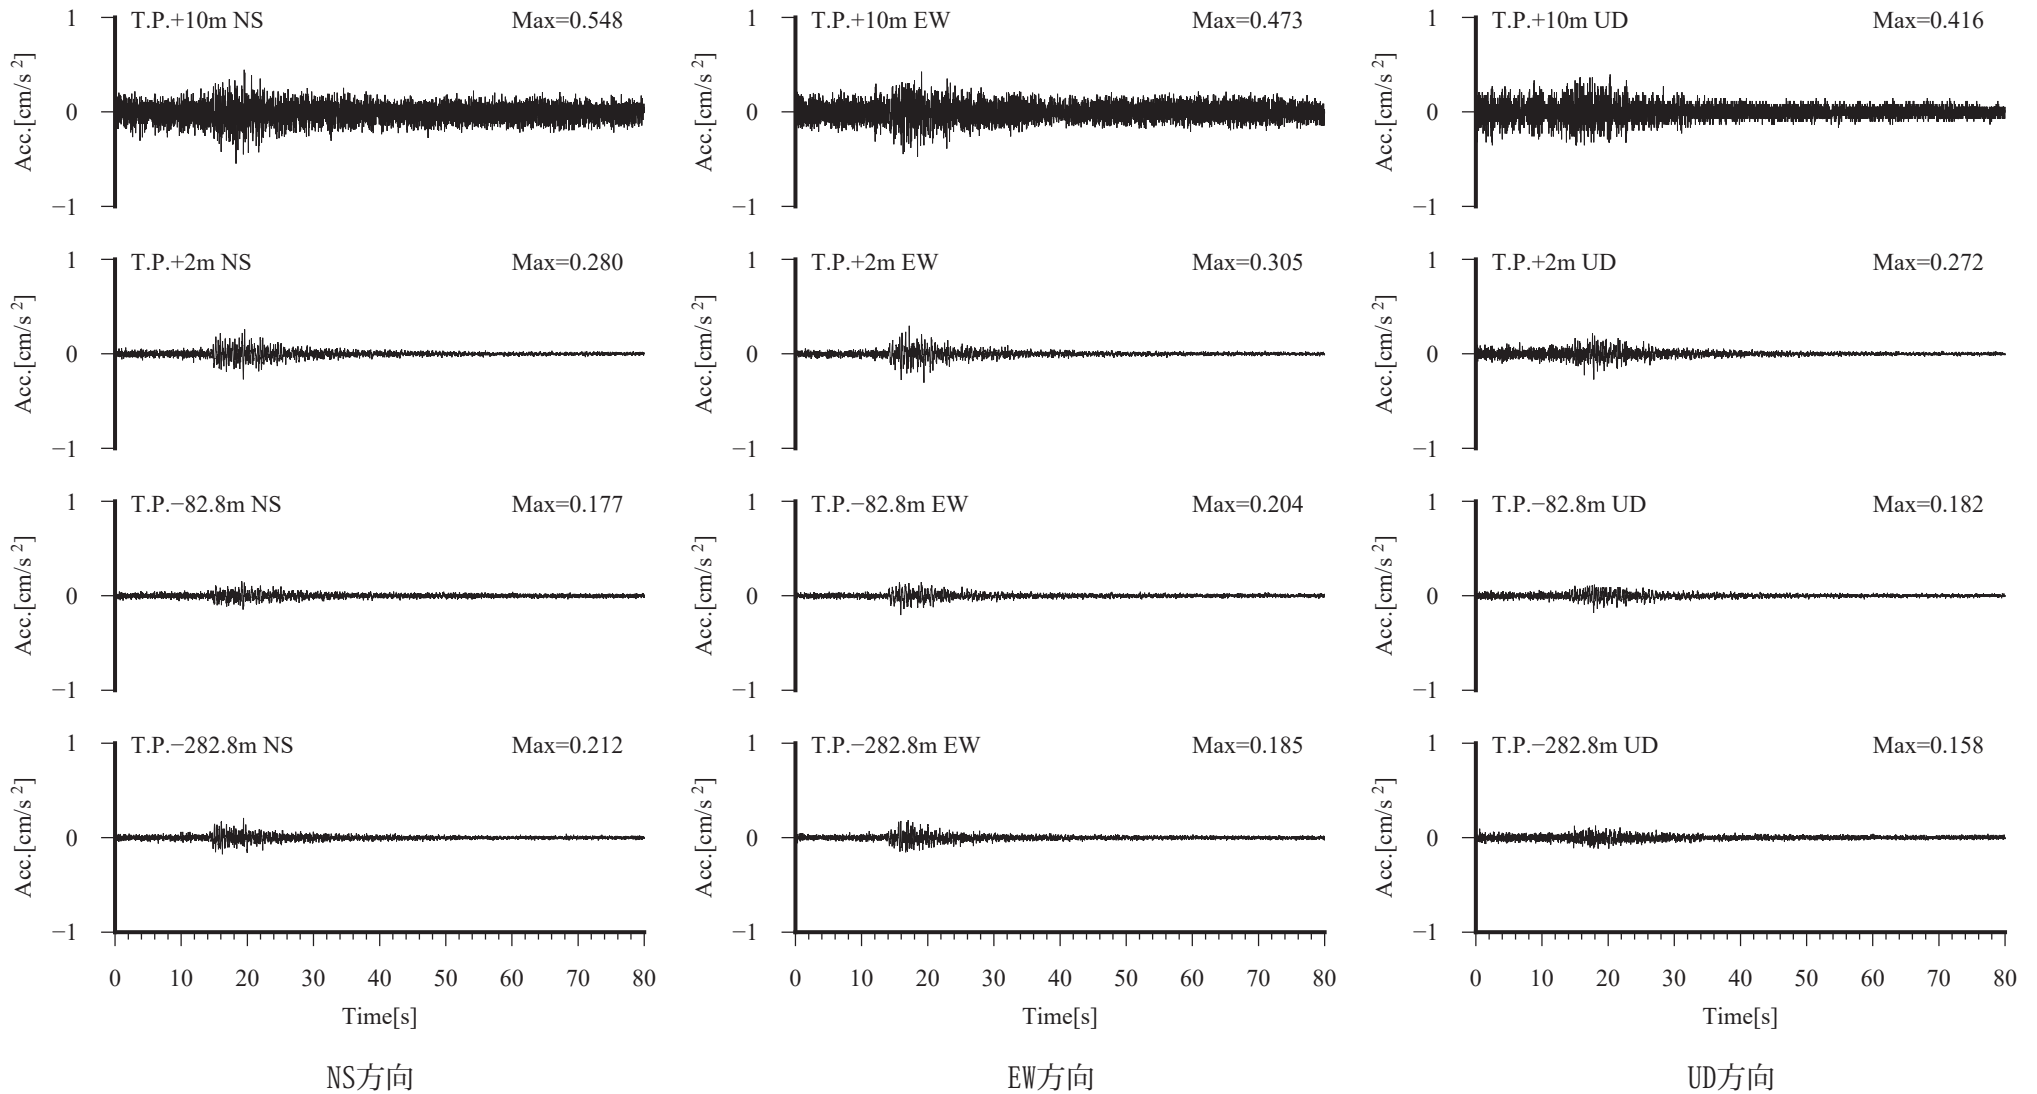 T.P.+10m NS Max=0.548
1
0
−1
Acc.[cm/s²]
T.P.+2m NS Max=0.280
1
0
−1
Acc.[cm/s²]
T.P.−82.8m NS Max=0.177
1
0
−1
Acc.[cm/s²]
T.P.−282.8m NS Max=0.212
1
0
−1
Acc.[cm/s²]
0 10 20 30 40 50 60 70 80
Time[s]
NS方向
T.P.+10m EW Max=0.473
1
0
−1
Acc.[cm/s²]
T.P.+2m EW Max=0.305
1
0
−1
Acc.[cm/s²]
T.P.−82.8m EW Max=0.204
1
0
−1
Acc.[cm/s²]
T.P.−282.8m EW Max=0.185
1
0
−1
Acc.[cm/s²]
0 10 20 30 40 50 60 70 80
Time[s]
EW方向
T.P.+10m UD Max=0.416
1
0
−1
Acc.[cm/s²]
T.P.+2m UD Max=0.272
1
0
−1
Acc.[cm/s²]
T.P.−82.8m UD Max=0.182
1
0
−1
Acc.[cm/s²]
T.P.−282.8m UD Max=0.158
1
0
−1
Acc.[cm/s²]
0 10 20 30 40 50 60 70 80
Time[s]
UD方向